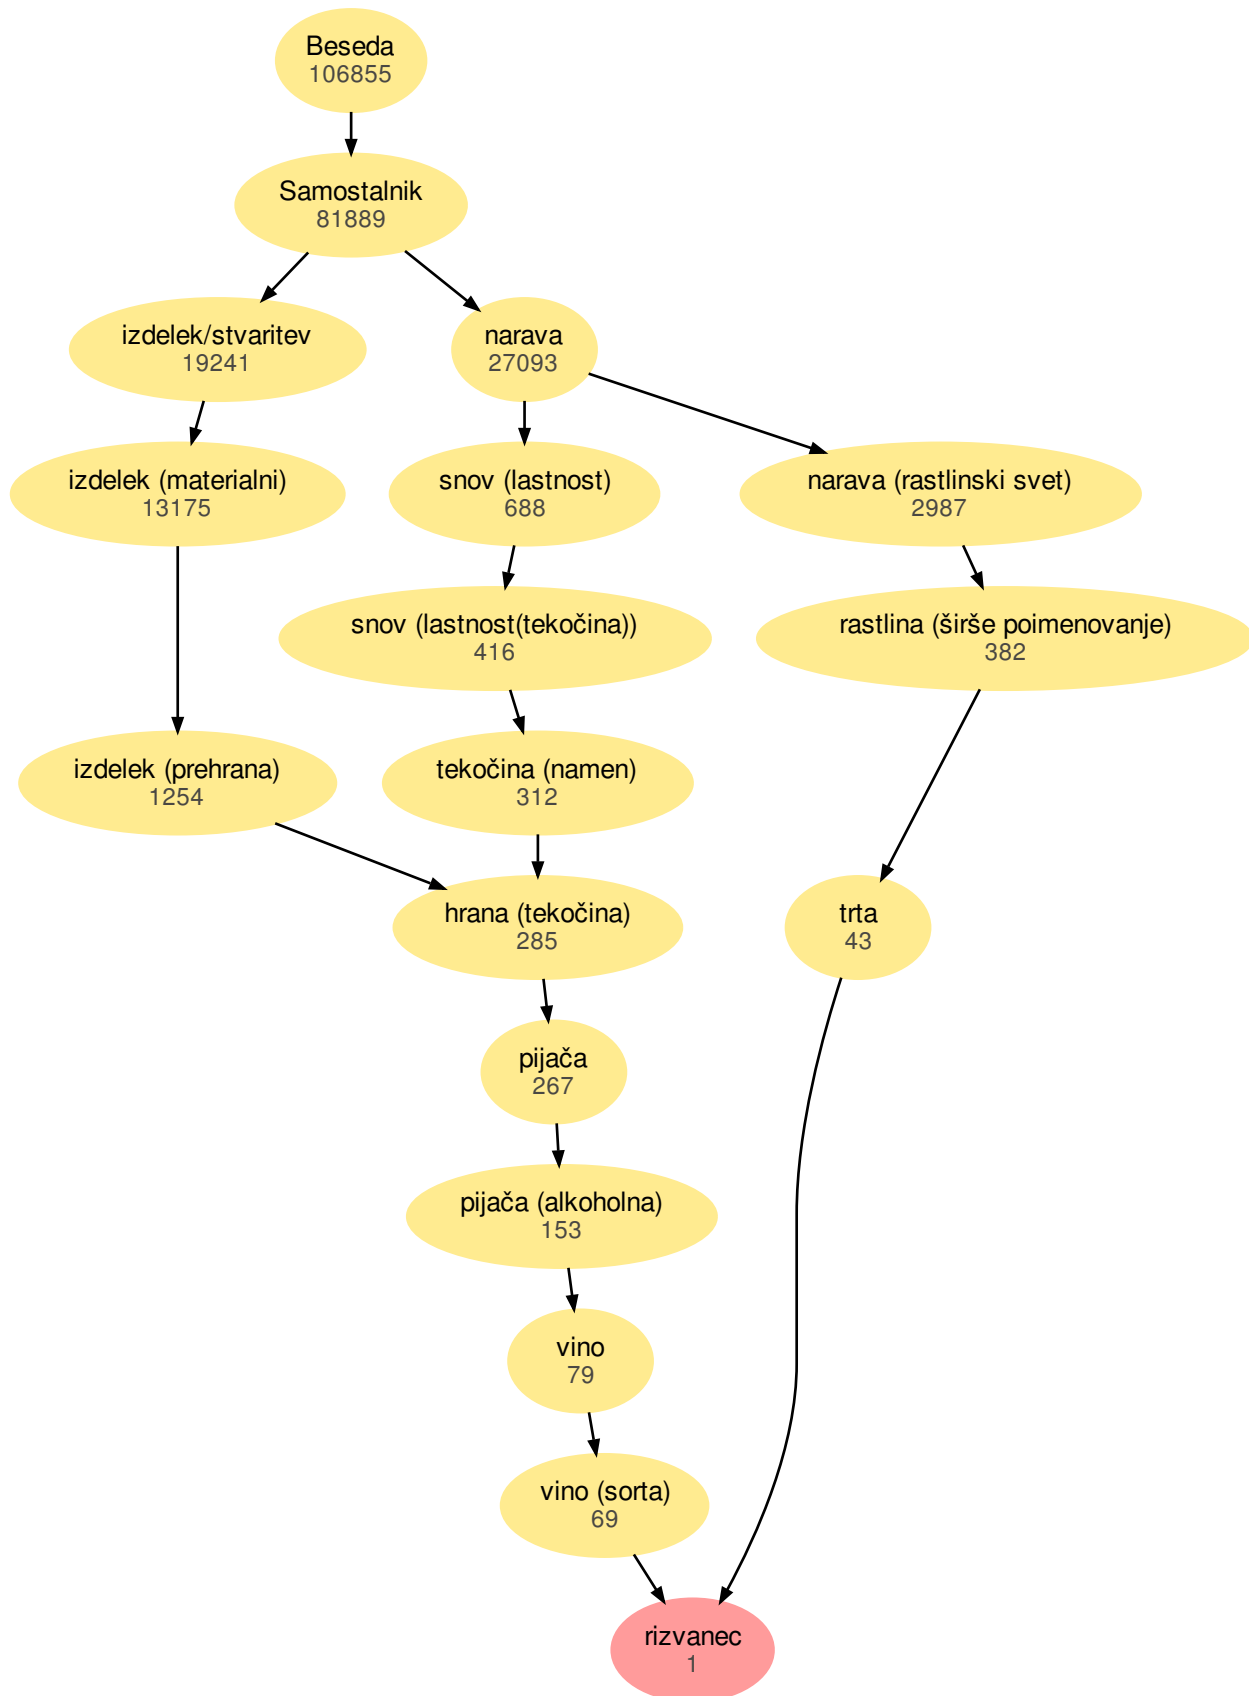 Beseda
106855
Samostalnik
81889
izdelek/stvaritev
19241
narava
27093
izdelek (materialni)
13175
snov (lastnost)
688
narava (rastlinski svet)
2987
snov (lastnost(tekočina))
416
rastlina (širše poimenovanje)
382
izdelek (prehrana)
1254
tekočina (namen)
312
hrana (tekočina)
285
trta
43
pijača
267
pijača (alkoholna)
153
vino
79
vino (sorta)
69
rizvanec
1